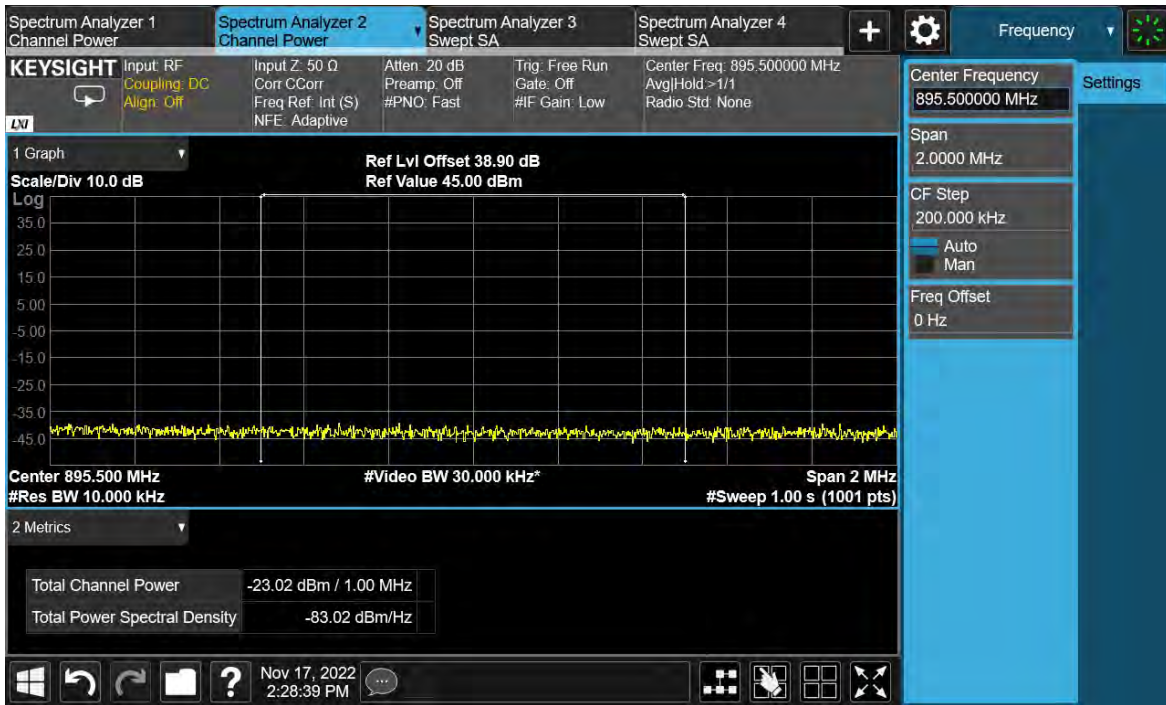 Spectrum Analyzer 1
Channel Power
Spectrum Analyzer 2
Channel Power
Spectrum Analyzer 3
Swept SA
Spectrum Analyzer 4
Swept SA
+
Frequency
KEYSIGHT
LXI
Input: RF
Coupling: DC
Align: Off
Input Z: 50 Ω
Corr CCorr
Freq Ref: Int (S)
NFE: Adaptive
Atten: 20 dB
Preamp: Off
#PNO: Fast
Trig: Free Run
Gate: Off
#IF Gain: Low
Center Freq: 895.500000 MHz
Avg|Hold:>1/1
Radio Std: None
Center Frequency
895.500000 MHz
Settings
Span
2.0000 MHz
CF Step
200.000 kHz
Auto
Man
Freq Offset
0 Hz
1 Graph
Scale/Div 10.0 dB
Ref Lvl Offset 38.90 dB
Ref Value 45.00 dBm
Log
35.0
25.0
15.0
5.00
-5.00
-15.0
-25.0
-35.0
-45.0
Center 895.500 MHz
#Video BW 30.000 kHz*
Span 2 MHz
#Res BW 10.000 kHz
#Sweep 1.00 s (1001 pts)
2 Metrics
Total Channel Power
-23.02 dBm / 1.00 MHz
Total Power Spectral Density
-83.02 dBm/Hz
?
Nov 17, 2022
2:28:39 PM